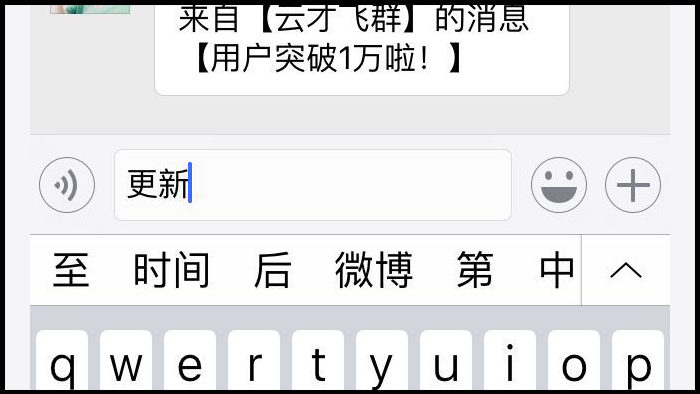 来自【云才飞群】的消息
【用户突破1万啦！】
更新
至 时间 后 微博 第 中
q w e r t y u i o p